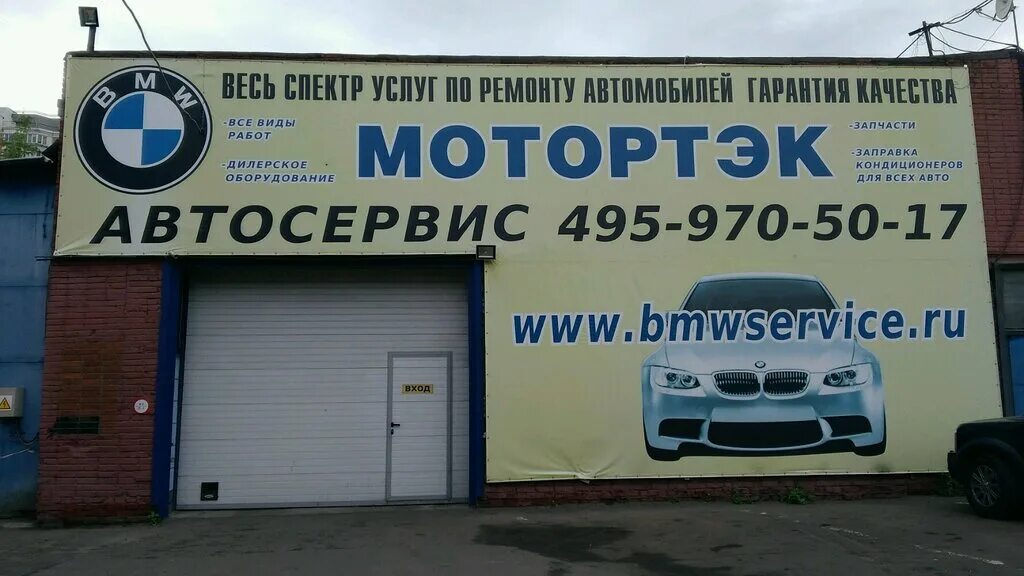 BMW
ВЕСЬ СПЕКТР УСЛУГ ПО РЕМОНТУ АВТОМОБИЛЕЙ ГАРАНТИЯ КАЧЕСТВА
-ВСЕ ВИДЫ
РАБОТ
-ДИЛЕРСКОЕ
ОБОРУДОВАНИЕ
МОТОРТЭК
-ЗАПЧАСТИ
-ЗАПРАВКА
КОНДИЦИОНЕРОВ
ДЛЯ ВСЕХ АВТО
АВТОСЕРВИС 495-970-50-17
www.bmwservice.ru
ВХОД